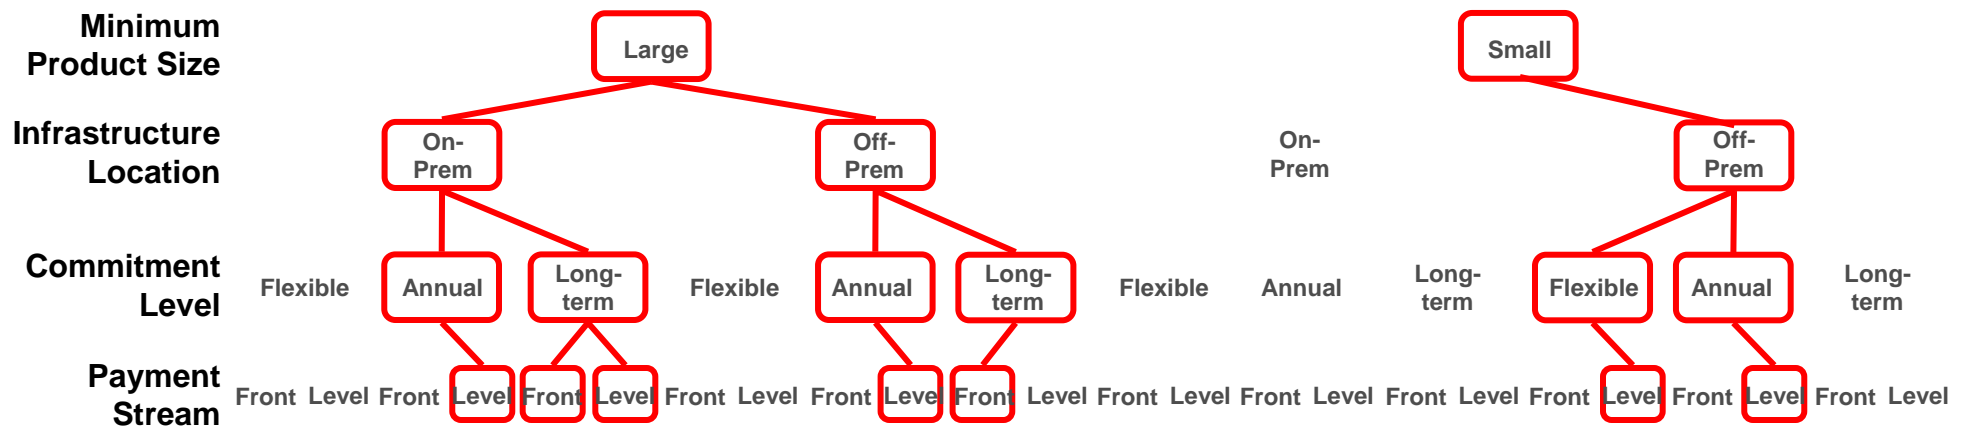 Minimum
Product Size
Large
Small
Infrastructure
Location
On-
Prem
Off-
Prem
On-
Prem
Off-
Prem
Commitment
Level
Flexible
Annual
Long-
term
Flexible
Annual
Long-
term
Flexible
Annual
Long-
term
Flexible
Annual
Long-
term
Payment
Stream
Front Level Front Level Front Level Front Level Front Level Front Level Front Level Front Level Front Level Front Level Front Level Front Level